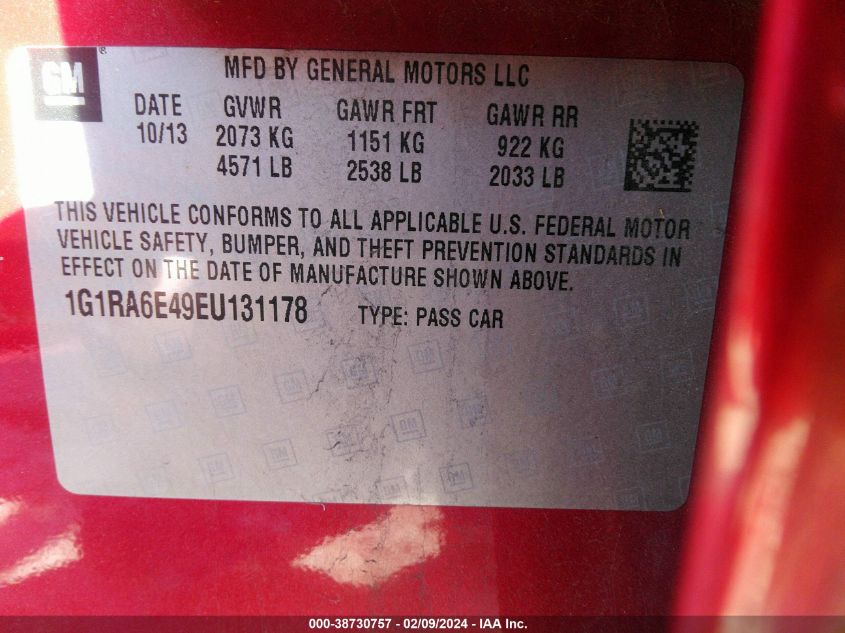 GM ®
MFD BY GENERAL MOTORS LLC
DATE GVWR GAWR FRT GAWR RR
10/13 2073 KG 1151 KG 922 KG
4571 LB 2538 LB 2033 LB
THIS VEHICLE CONFORMS TO ALL APPLICABLE U.S. FEDERAL MOTOR
VEHICLE SAFETY, BUMPER, AND THEFT PREVENTION STANDARDS IN
EFFECT ON THE DATE OF MANUFACTURE SHOWN ABOVE.
1G1RA6E49EU131178 TYPE: PASS CAR
000-38730757 - 02/09/2024 - IAA Inc.